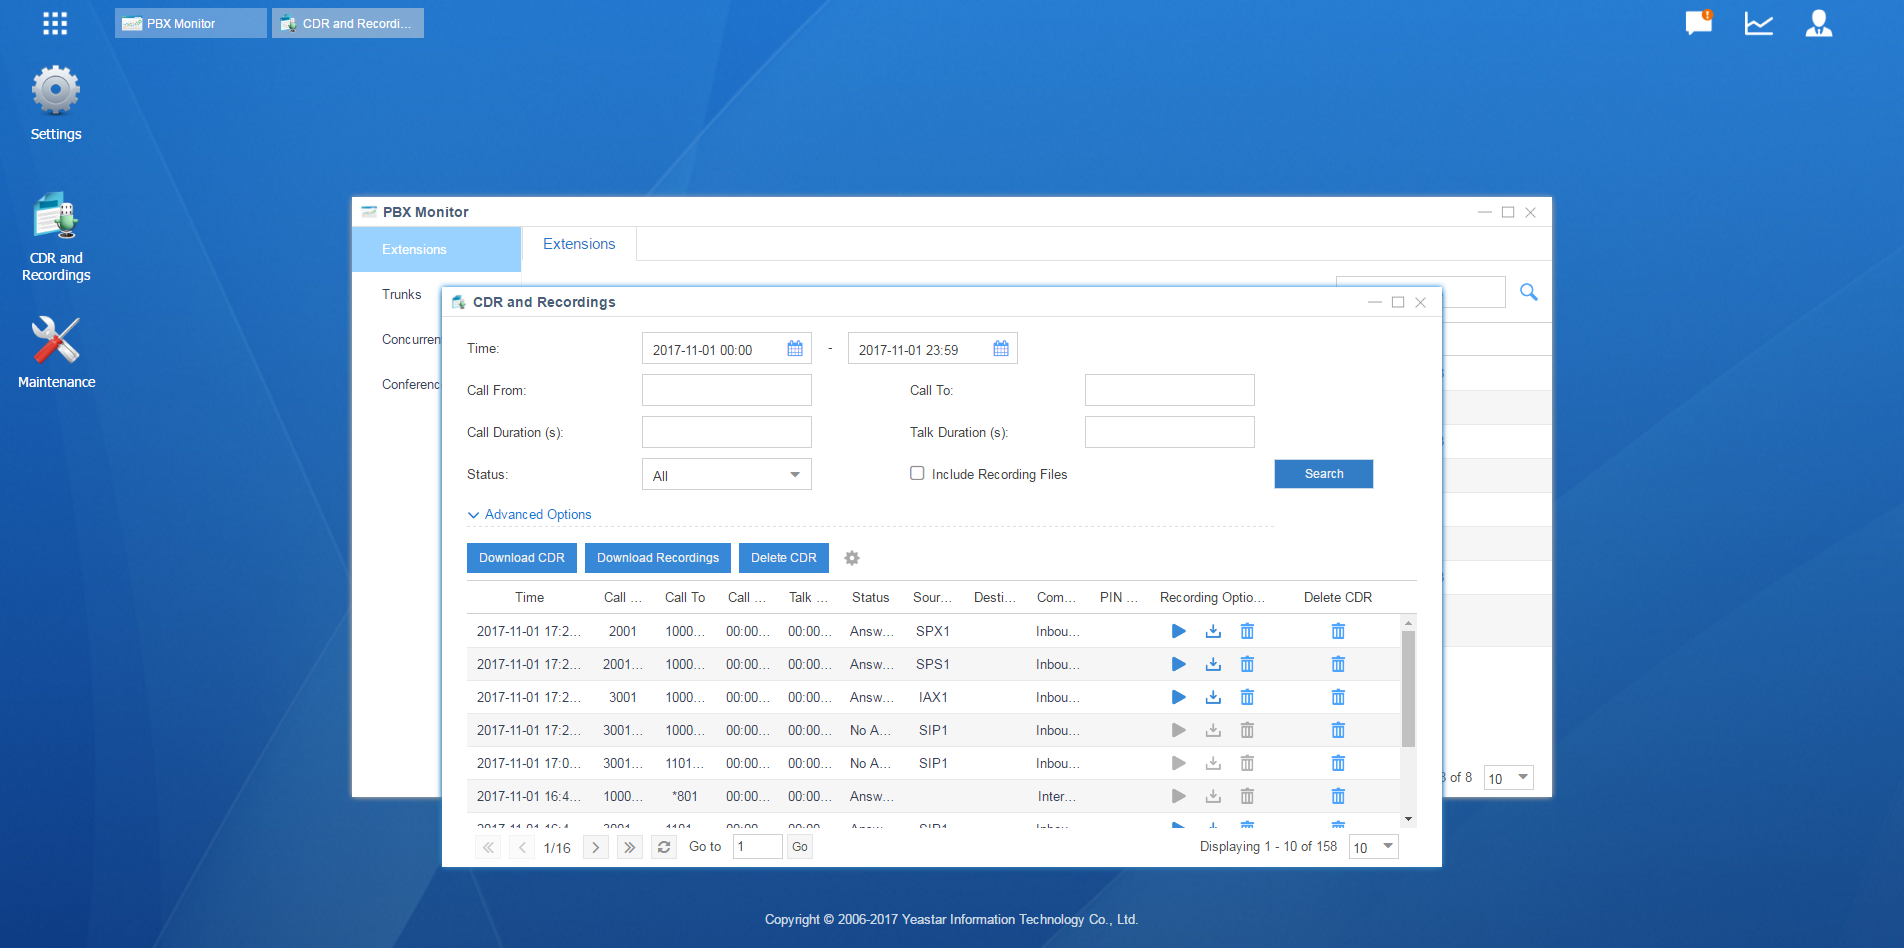 PBX Monitor
CDR and Recordi...
Settings
CDR and
Recordings
Maintenance
PBX Monitor
Extensions
Extensions
Trunks
Concurren
Conferenc
CDR and Recordings
Time:
2017-11-01 00:00
-
2017-11-01 23:59
Call From:
Call To:
Call Duration (s):
Talk Duration (s):
Status:
All
Include Recording Files
Search
Advanced Options
Download CDR
Download Recordings
Delete CDR
Time Call ... Call To Call ... Talk ... Status Sour... Desti... Com... PIN ... Recording Optio... Delete CDR
2017-11-01 17:2... 2001 1000... 00:00... 00:00... Answ... SPX1 Inbou...
2017-11-01 17:2... 2001... 1000... 00:00... 00:00... Answ... SPS1 Inbou...
2017-11-01 17:2... 3001 1000... 00:00... 00:00... Answ... IAX1 Inbou...
2017-11-01 17:2... 3001... 1000... 00:00... 00:00... No A... SIP1 Inbou...
2017-11-01 17:0... 3001... 1101... 00:00... 00:00... No A... SIP1 Inbou...
2017-11-01 16:4... 1000... *801 00:00... 00:00... Answ... Inter...
1/16
Go to
1
Go
Displaying 1 - 10 of 158
10
of 8
10
Copyright © 2006-2017 Yeastar Information Technology Co., Ltd.